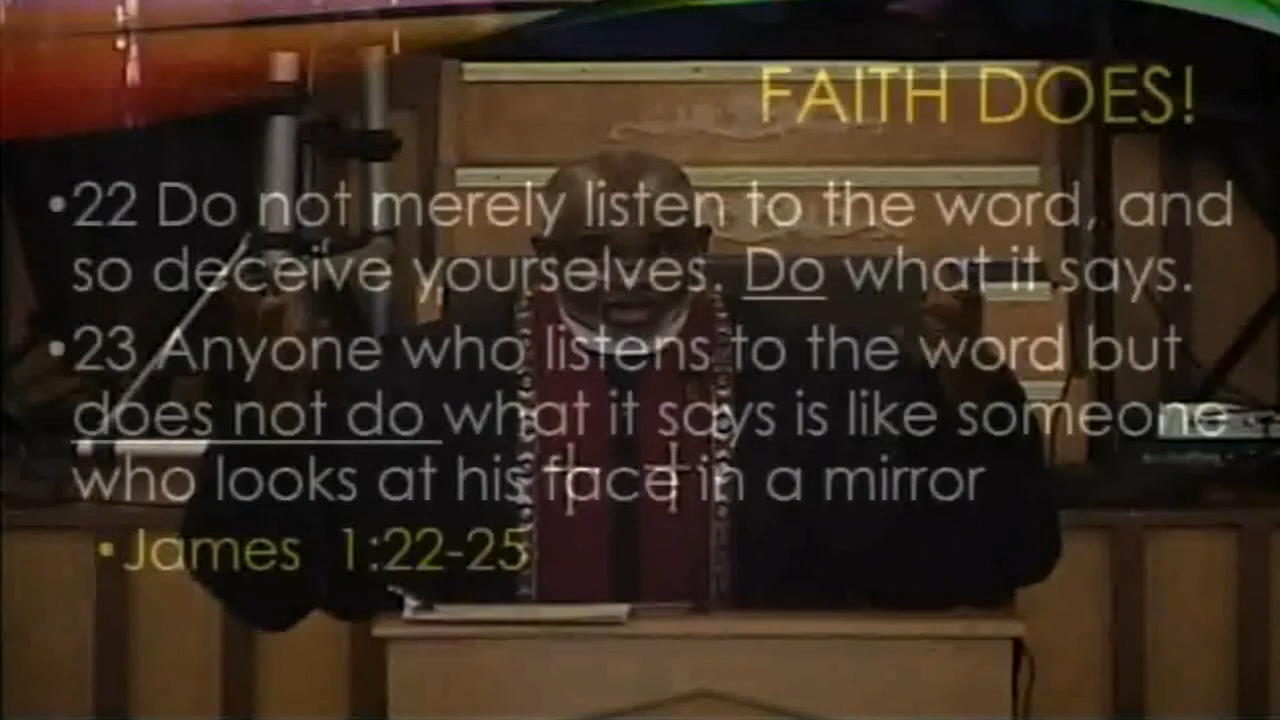 FAITH DOES!
•22 Do not merely listen to the word, and
so deceive yourselves. Do what it says.
•23 Anyone who listens to the word but
does not do what it says is like someone
who looks at his face in a mirror
•James 1:22-25